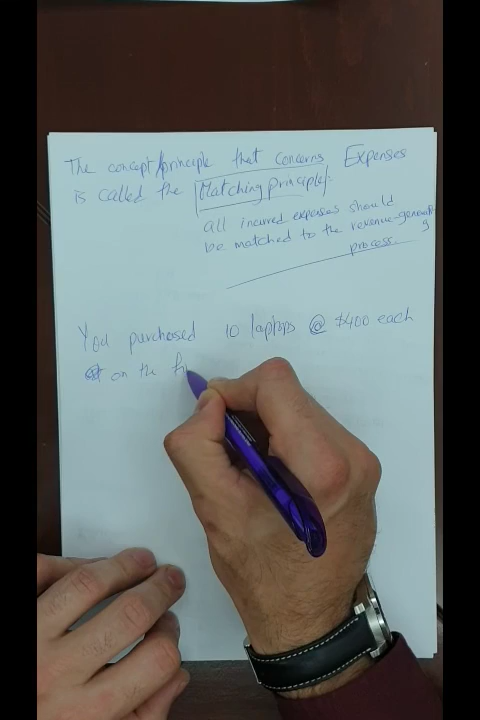 The concept/principle that concerns Expenses
is called the Matching principle.
all incurred expenses should
be matched to the revenue-generating
process.
You purchased 10 laptops @ $400 each
on the fi